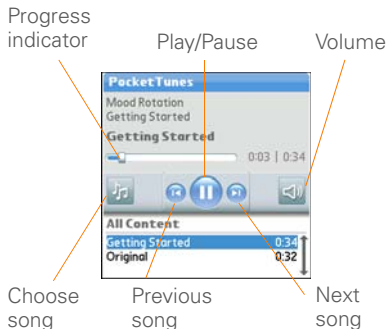 Progress
indicator
Play/Pause
Volume
PocketTunes
Mood Rotation
Getting Started
Getting Started
0:03 | 0:34
All Content
Getting Started 0:34
Original 0:32
Choose
song
Previous
song
Next
song